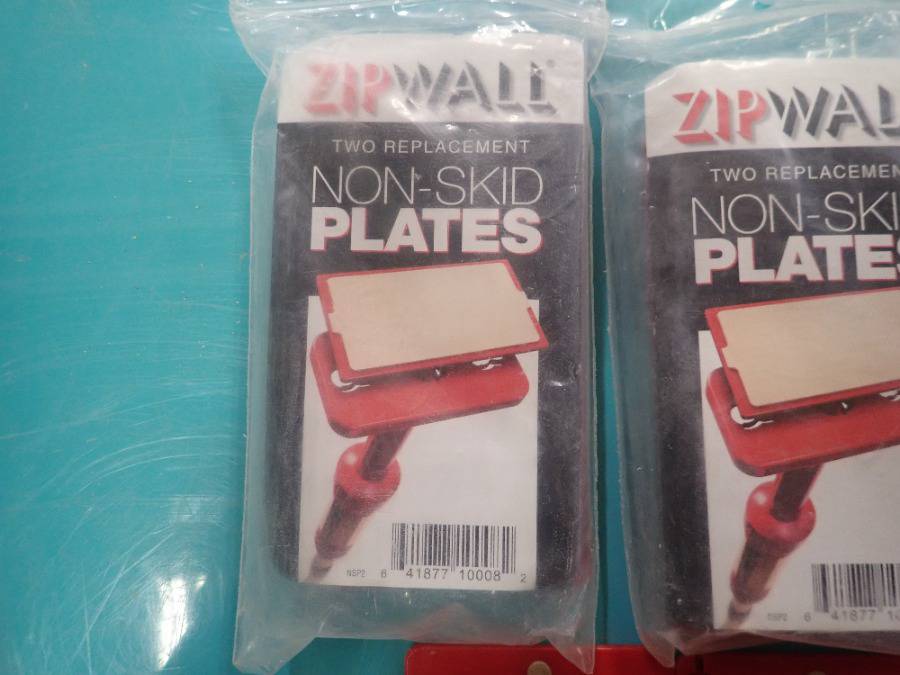 ZIPWALL®
TWO REPLACEMENT
NON-SKID
PLATES
NSP2 6 41877 10008 2
ZIPWAL
TWO REPLACEMEN
NON-SKI
PLATES
NSP2 6 41877 10